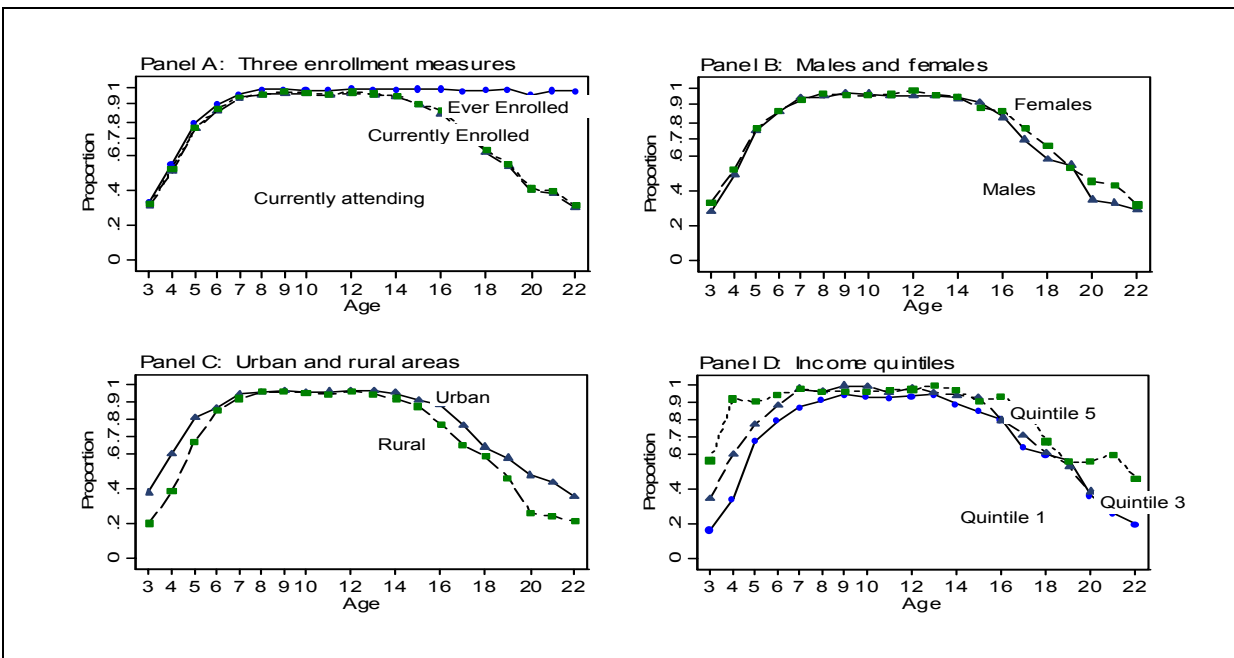 Panel A: Three enrollment measures
Proportion
0 .2 .4 .6 .7 .8 .9 1
Ever Enrolled
Currently Enrolled
Currently attending
3 4 5 6 7 8 9 10 12 14 16 18 20 22
Age
Panel B: Males and females
Proportion
0 .2 .4 .6 .7 .8 .9 1
Females
Males
3 4 5 6 7 8 9 10 12 14 16 18 20 22
Age
Panel C: Urban and rural areas
Proportion
0 .2 .4 .6 .7 .8 .9 1
Urban
Rural
3 4 5 6 7 8 9 10 12 14 16 18 20 22
Age
Panel D: Income quintiles
Proportion
0 .2 .4 .6 .7 .8 .9 1
Quintile 5
Quintile 3
Quintile 1
3 4 5 6 7 8 9 10 12 14 16 18 20 22
Age